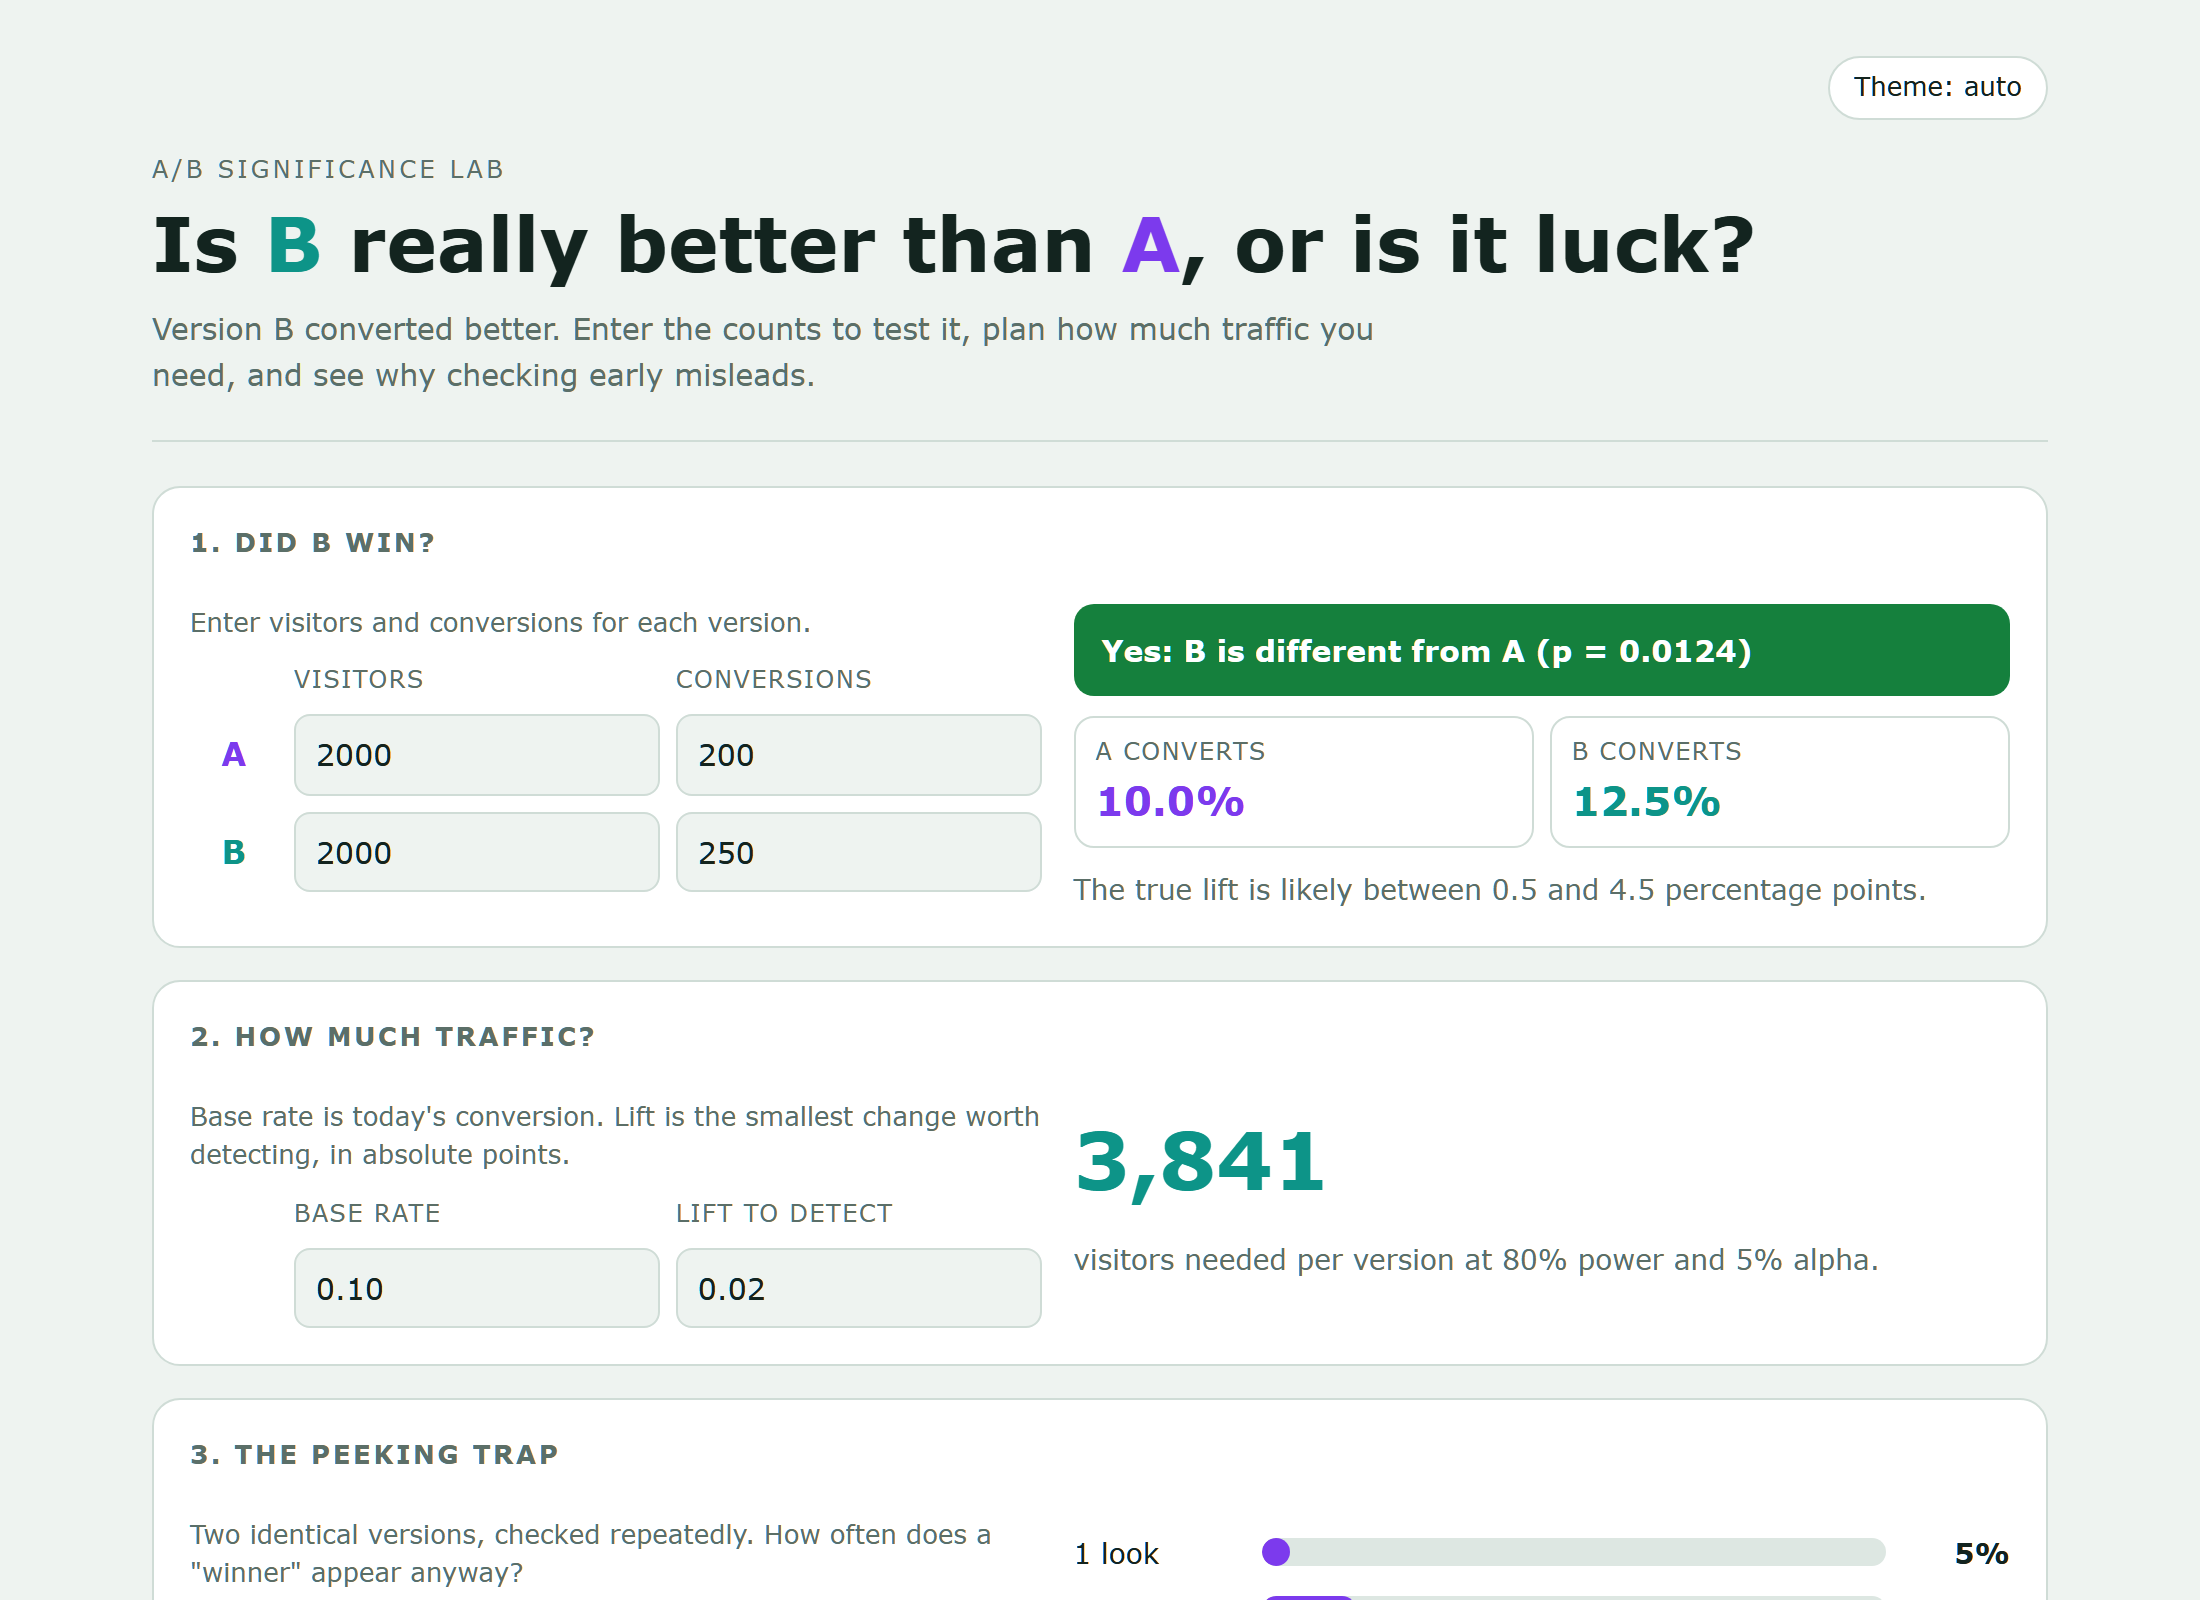 Theme: auto
A/B SIGNIFICANCE LAB
Is B really better than A, or is it luck?
Version B converted better. Enter the counts to test it, plan how much traffic you
need, and see why checking early misleads.
1. DID B WIN?
Enter visitors and conversions for each version.
VISITORS CONVERSIONS
A 2000 200
B 2000 250
Yes: B is different from A (p = 0.0124)
A CONVERTS B CONVERTS
10.0% 12.5%
The true lift is likely between 0.5 and 4.5 percentage points.
2. HOW MUCH TRAFFIC?
Base rate is today's conversion. Lift is the smallest change worth
detecting, in absolute points.
BASE RATE LIFT TO DETECT
0.10 0.02
3,841
visitors needed per version at 80% power and 5% alpha.
3. THE PEEKING TRAP
Two identical versions, checked repeatedly. How often does a
"winner" appear anyway?
1 look 5%